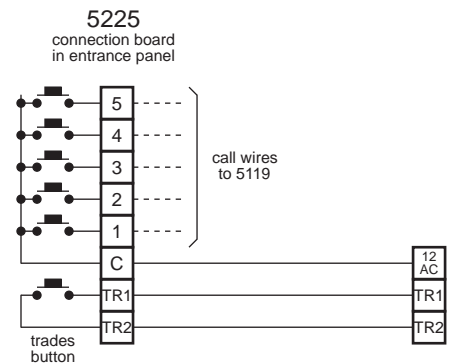 5225
connection board
in entrance panel
5
4
3
2
1
call wires
to 5119
C
12
AC
TR1
TR1
TR2
TR2
trades
button